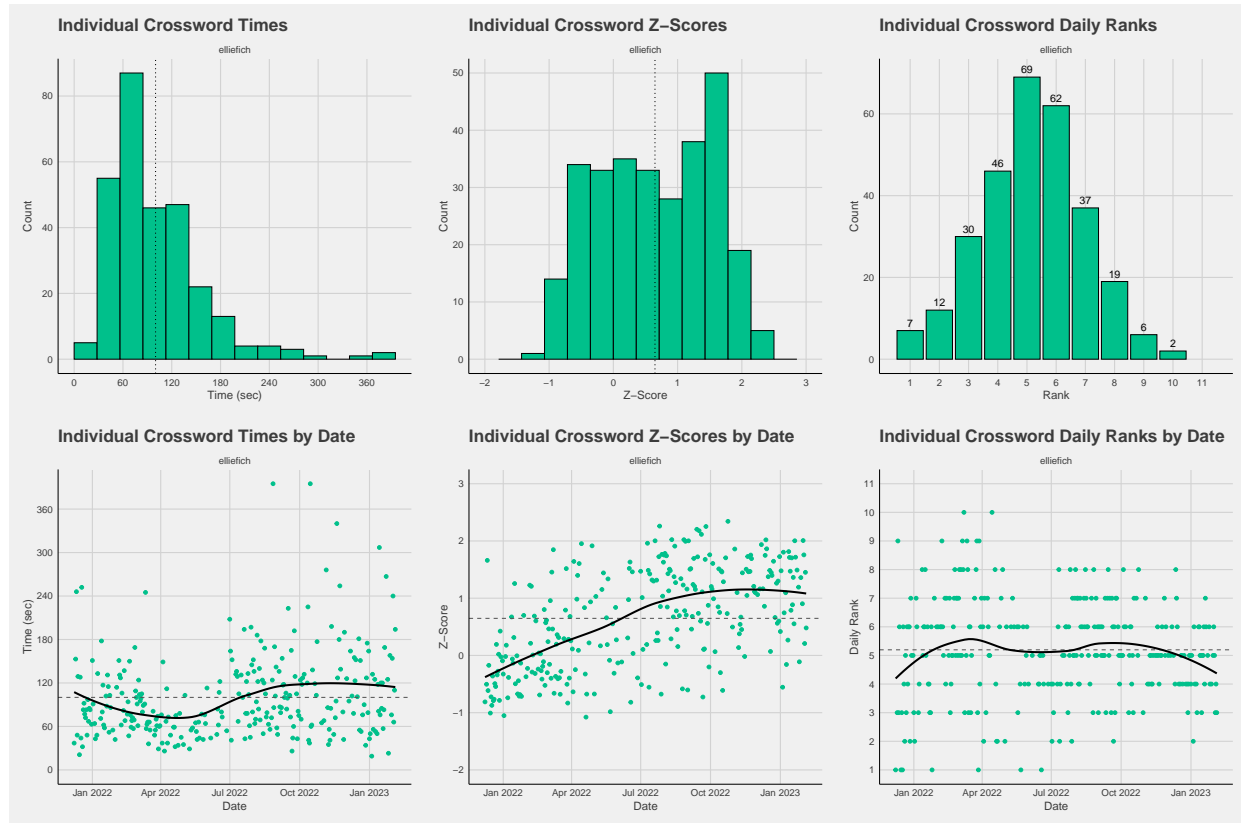 Individual Crossword Times
elliefich
Count
80
60
40
20
0
0 60 120 180 240 300 360
Time (sec)
Individual Crossword Z−Scores
elliefich
Count
50
40
30
20
10
0
−2 −1 0 1 2 3
Z−Score
Individual Crossword Daily Ranks
elliefich
Count
60
40
20
0
7 12 30 46 69 62 37 19 6 2
1 2 3 4 5 6 7 8 9 10 11
Rank
Individual Crossword Times by Date
elliefich
Time (sec)
360
300
240
180
120
60
0
Jan 2022 Apr 2022 Jul 2022 Oct 2022 Jan 2023
Date
Individual Crossword Z−Scores by Date
elliefich
Z−Score
3
2
1
0
−1
−2
Jan 2022 Apr 2022 Jul 2022 Oct 2022 Jan 2023
Date
Individual Crossword Daily Ranks by Date
elliefich
Daily Rank
11
10
9
8
7
6
5
4
3
2
1
Jan 2022 Apr 2022 Jul 2022 Oct 2022 Jan 2023
Date